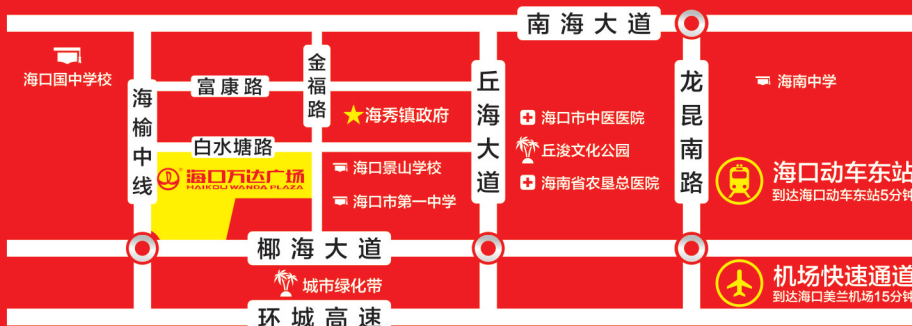 南海大道
海口国中学校
金福路
丘海大道
龙昆南路
海南中学
富康路
海榆中线
海秀镇政府
海口市中医医院
白水塘路
丘浚文化公园
海口万达广场
HAIKOU WANDA PLAZA
海口景山学校
海南省农垦总医院
海口动车东站
到达海口动车东站5分钟
海口市第一中学
椰海大道
城市绿化带
机场快速通道
到达海口美兰机场15分钟
环城高速